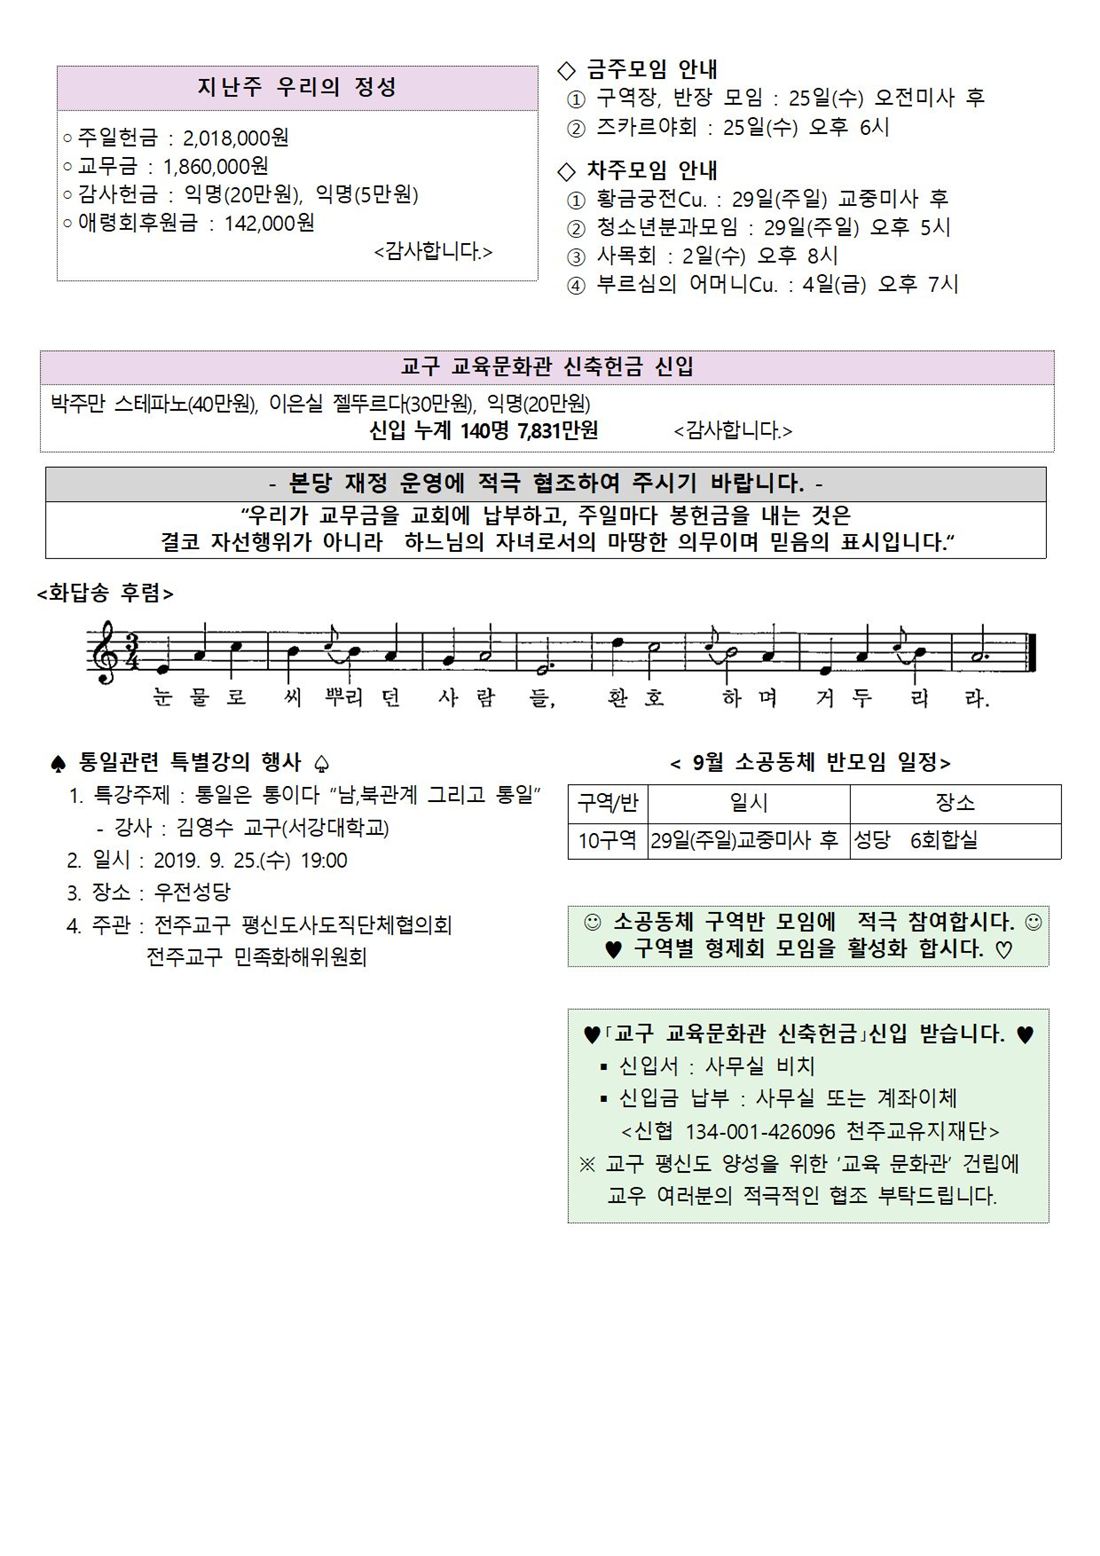 지난주 우리의 정성
○ 주일헌금 : 2,018,000원
○ 교무금 : 1,860,000원
○ 감사헌금 : 익명(20만원), 익명(5만원)
○ 애령회후원금 : 142,000원
<감사합니다.>
◇ 금주모임 안내
① 구역장, 반장 모임 : 25일(수) 오전미사 후
② 즈카르야회 : 25일(수) 오후 6시
◇ 차주모임 안내
① 황금궁전Cu. : 29일(주일) 교중미사 후
② 청소년분과모임 : 29일(주일) 오후 5시
③ 사목회 : 2일(수) 오후 8시
④ 부르심의 어머니Cu. : 4일(금) 오후 7시
교구 교육문화관 신축헌금 신입
박주만 스테파노(40만원), 이은실 젤뚜르다(30만원), 익명(20만원)
신입 누계 140명 7,831만원 <감사합니다.>
- 본당 재정 운영에 적극 협조하여 주시기 바랍니다. -
“우리가 교무금을 교회에 납부하고, 주일마다 봉헌금을 내는 것은
결코 자선행위가 아니라 하느님의 자녀로서의 마땅한 의무이며 믿음의 표시입니다.“
<화답송 후렴>
3
4
눈 물 로 씨 뿌리 던 사 람 들, 환 호 하 며 거 두 리 라.
♠ 통일관련 특별강의 행사 ♤
1. 특강주제 : 통일은 통이다 “남,북관계 그리고 통일”
- 강사 : 김영수 교구(서강대학교)
2. 일시 : 2019. 9. 25.(수) 19:00
3. 장소 : 우전성당
4. 주관 : 전주교구 평신도사도직단체협의회
전주교구 민족화해위원회
< 9월 소공동체 반모임 일정>
구역/반 일시 장소
10구역 29일(주일)교중미사 후 성당 6회합실
☺ 소공동체 구역반 모임에 적극 참여합시다. ☺
♥ 구역별 형제회 모임을 활성화 합시다. ♡
♥「교구 교육문화관 신축헌금」신입 받습니다. ♥
▪ 신입서 : 사무실 비치
▪ 신입금 납부 : 사무실 또는 계좌이체
<신협 134-001-426096 천주교유지재단>
※ 교구 평신도 양성을 위한 ‘교육 문화관’ 건립에
교우 여러분의 적극적인 협조 부탁드립니다.